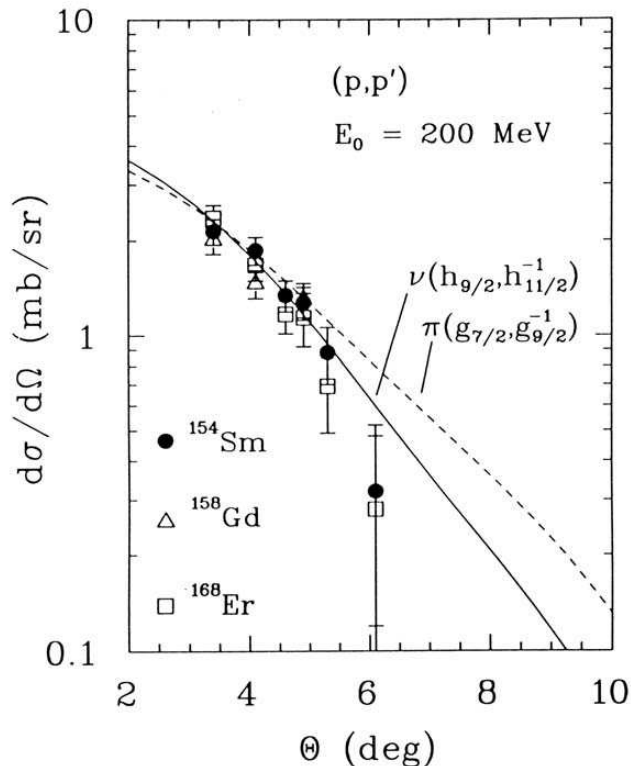 10
(p,p′)
E₀ = 200 MeV
dσ/dΩ (mb/sr)
1
ν(h₉/₂,h₁₁/₂⁻¹)
π(g₇/₂,g₉/₂⁻¹)
¹⁵⁴Sm
¹⁵⁸Gd
¹⁶⁸Er
0.1
2 4 6 8 10
Θ (deg)